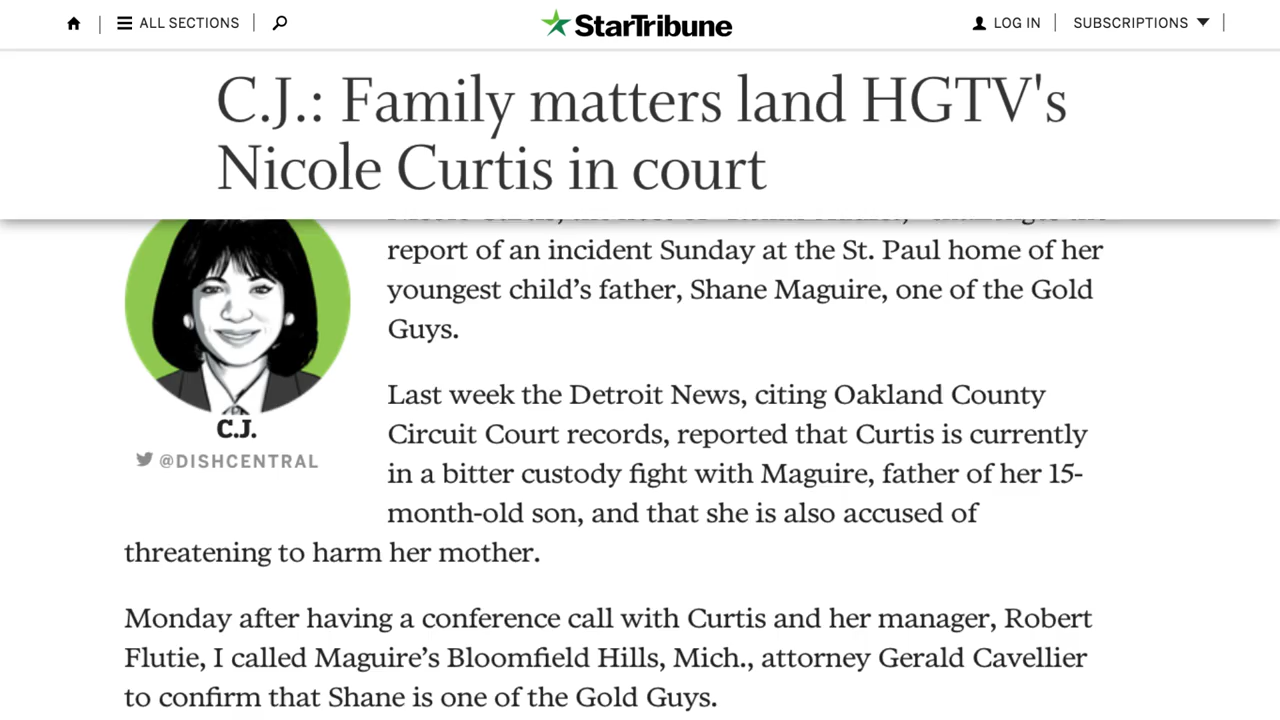 ALL SECTIONS
StarTribune
LOG IN
SUBSCRIPTIONS
C.J.: Family matters land HGTV's
Nicole Curtis in court
report of an incident Sunday at the St. Paul home of her
youngest child’s father, Shane Maguire, one of the Gold
Guys.
C.J.
@DISHCENTRAL
Last week the Detroit News, citing Oakland County
Circuit Court records, reported that Curtis is currently
in a bitter custody fight with Maguire, father of her 15-
month-old son, and that she is also accused of
threatening to harm her mother.
Monday after having a conference call with Curtis and her manager, Robert
Flutie, I called Maguire’s Bloomfield Hills, Mich., attorney Gerald Cavellier
to confirm that Shane is one of the Gold Guys.